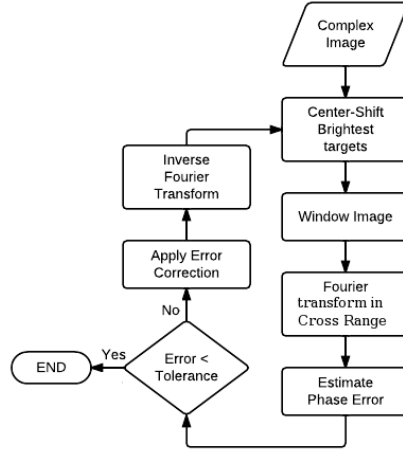 Complex
Image
Center-Shift
Brightest
targets
Window Image
Fourier
transform in
Cross Range
Estimate
Phase Error
Error <
Tolerance
Yes
END
No
Apply Error
Correction
Inverse
Fourier
Transform